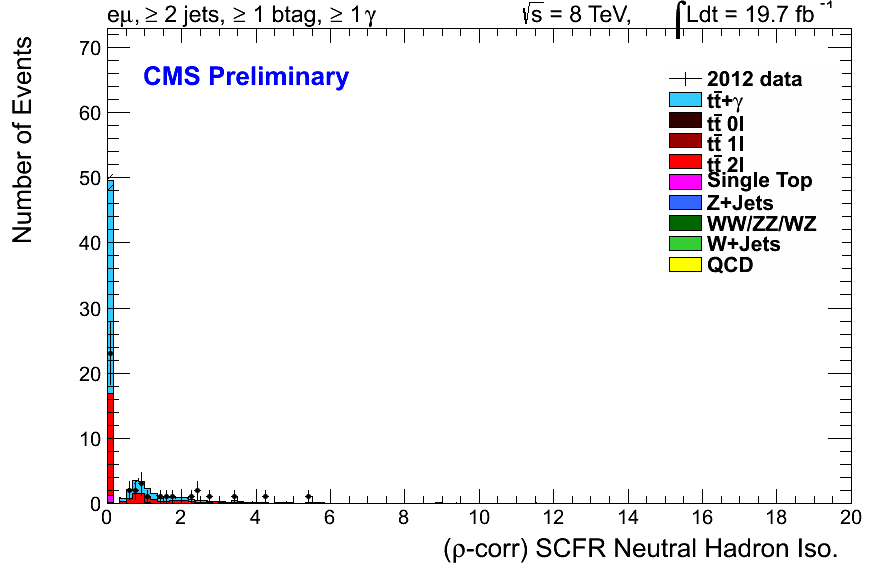 eμ, ≥ 2 jets, ≥ 1 btag, ≥ 1 γ √s = 8 TeV, ∫Ldt = 19.7 fb⁻¹
CMS Preliminary
Number of Events
70
60
50
40
30
20
10
0
2012 data
tt̄+γ
tt̄ 0l
tt̄ 1l
tt̄ 2l
Single Top
Z+Jets
WW/ZZ/WZ
W+Jets
QCD
0 2 4 6 8 10 12 14 16 18 20
(ρ-corr) SCFR Neutral Hadron Iso.